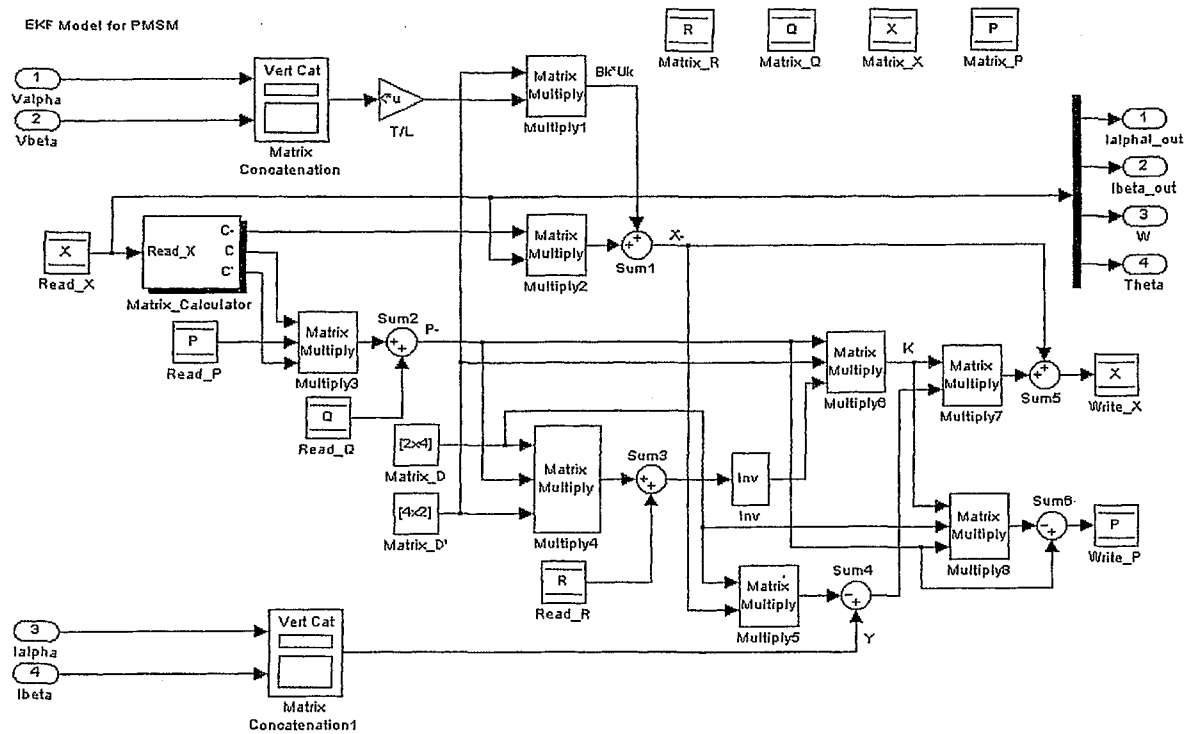 EKF Model for PMSM
R
Matrix_R
Q
Matrix_Q
X
Matrix_X
P
Matrix_P
1
Valpha
2
Vbeta
Vert Cat
Matrix
Concatenation
*u
T/L
Matrix
Multiply
Multiply1
Bk*Uk
1
Ialphal_out
2
Ibeta_out
3
W
4
Theta
X
Read_X
Read_X
C-
C
C'
Matrix_Calculator
Matrix
Multiply
Multiply2
Sum1
X-
P
Read_P
Matrix
Multiply
Multiply3
Sum2
P-
Q
Read_Q
Matrix
Multiply
Multiply6
K
Matrix
Multiply
Multiply7
Sum5
X
Write_X
[2x4]
Matrix_D
[4x2]
Matrix_D'
Matrix
Multiply
Multiply4
Sum3
Inv
Inv
R
Read_R
Matrix
Multiply
Multiply8
Sum6
P
Write_P
Matrix
Multiply
Multiply5
Sum4
Y
3
Ialpha
4
Ibeta
Vert Cat
Matrix
Concatenation1